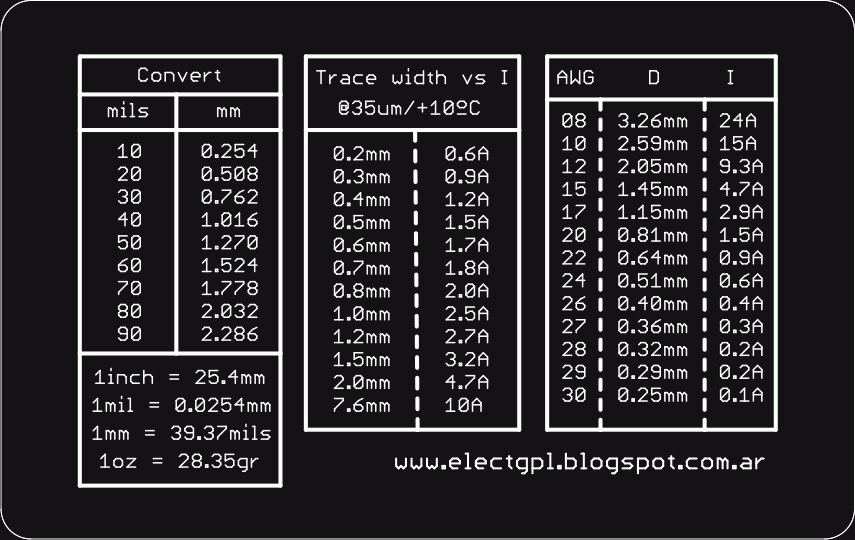 Convert
mils mm
10 0.254
20 0.508
30 0.762
40 1.016
50 1.270
60 1.524
70 1.778
80 2.032
90 2.286
1inch = 25.4mm
1mil = 0.0254mm
1mm = 39.37mils
1oz = 28.35gr
Trace width vs I
@35um/+10ºC
0.2mm 0.6A
0.3mm 0.9A
0.4mm 1.2A
0.5mm 1.5A
0.6mm 1.7A
0.7mm 1.8A
0.8mm 2.0A
1.0mm 2.5A
1.2mm 2.7A
1.5mm 3.2A
2.0mm 4.7A
7.6mm 10A
AWG D I
08 3.26mm 24A
10 2.59mm 15A
12 2.05mm 9.3A
15 1.45mm 4.7A
17 1.15mm 2.9A
20 0.81mm 1.5A
22 0.64mm 0.9A
24 0.51mm 0.6A
26 0.40mm 0.4A
27 0.36mm 0.3A
28 0.32mm 0.2A
29 0.29mm 0.2A
30 0.25mm 0.1A
www.electgpl.blogspot.com.ar